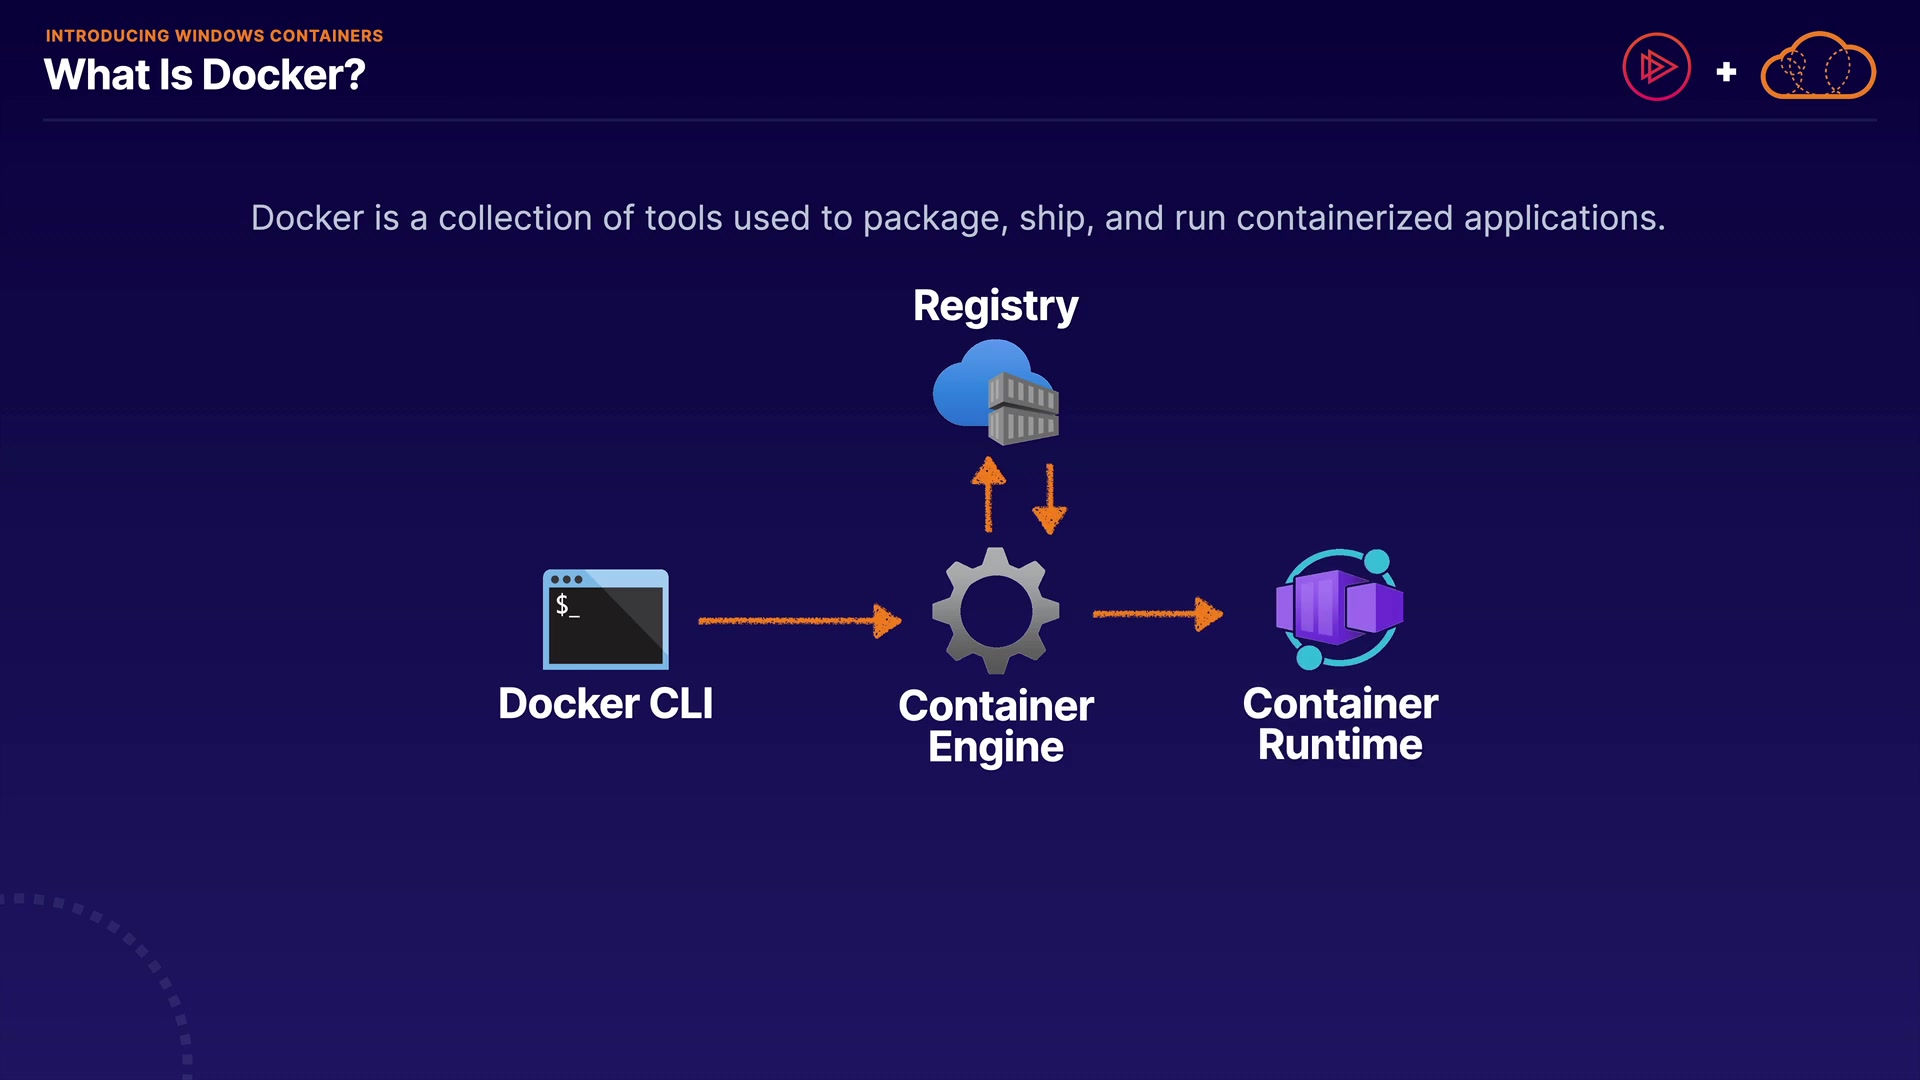 INTRODUCING WINDOWS CONTAINERS
What Is Docker?
+
Docker is a collection of tools used to package, ship, and run containerized applications.
Registry
$_
Docker CLI
Container
Engine
Container
Runtime